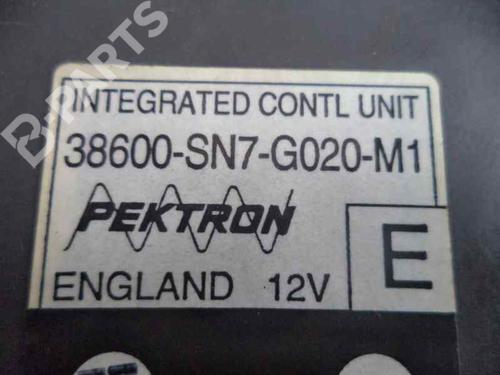 B-PARTS
INTEGRATED CONTL UNIT
38600-SN7-G020-M1
PEKTRON
E
ENGLAND 12V